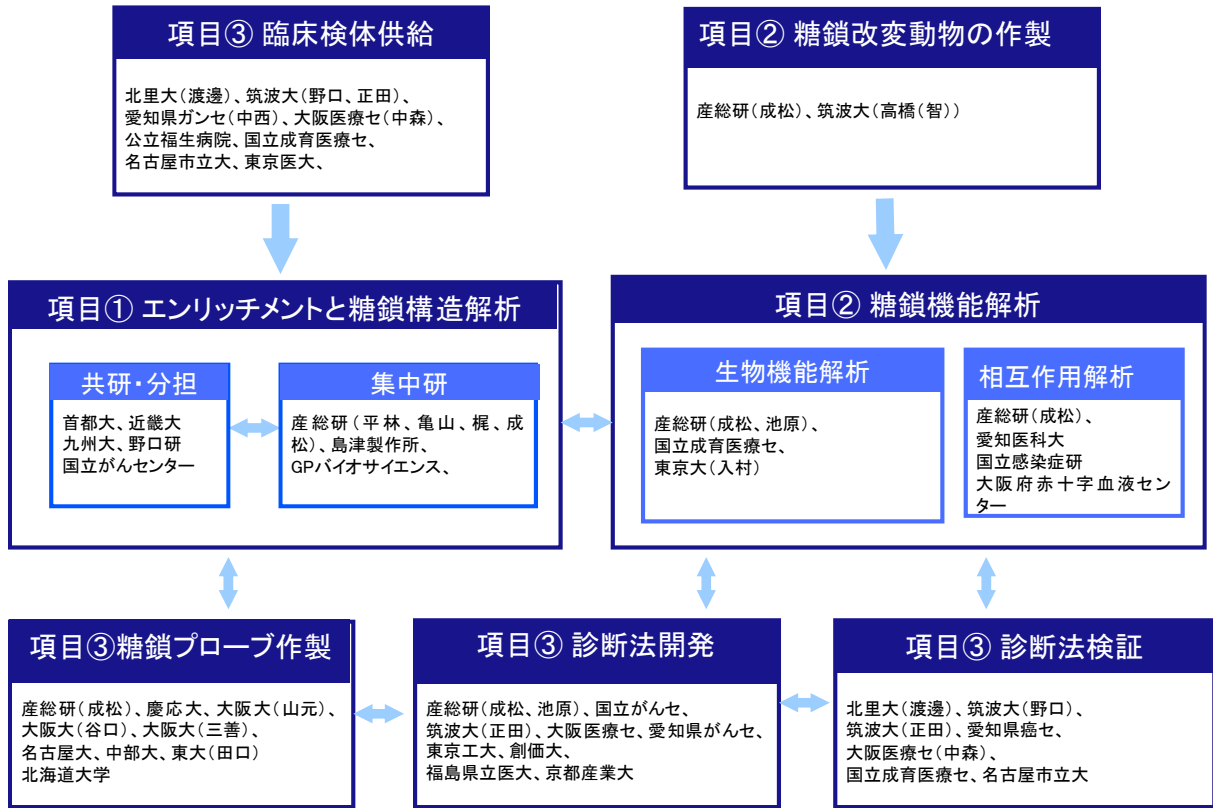 項目③ 臨床検体供給
北里大(渡邊)、筑波大(野口、正田)、
愛知県ガンセ(中西)、大阪医療セ(中森)、
公立福生病院、国立成育医療セ、
名古屋市立大、東京医大、
項目② 糖鎖改変動物の作製
産総研(成松)、筑波大(高橋(智))
項目① エンリッチメントと糖鎖構造解析
共研・分担
首都大、近畿大
九州大、野口研
国立がんセンター
集中研
産総研(平林、亀山、梶、成
松)、島津製作所、
GPバイオサイエンス、
項目② 糖鎖機能解析
生物機能解析
産総研(成松、池原)、
国立成育医療セ、
東京大(入村)
相互作用解析
産総研(成松)、
愛知医科大
国立感染症研
大阪府赤十字血液セン
ター
項目③糖鎖プローブ作製
産総研(成松)、慶応大、大阪大(山元)、
大阪大(谷口)、大阪大(三善)、
名古屋大、中部大、東大(田口)
北海道大学
項目③ 診断法開発
産総研(成松、池原)、国立がんセ、
筑波大(正田)、大阪医療セ、愛知県がんセ、
東京工大、創価大、
福島県立医大、京都産業大
項目③ 診断法検証
北里大(渡邊)、筑波大(野口)、
筑波大(正田)、愛知県癌セ、
大阪医療セ(中森)、
国立成育医療セ、名古屋市立大